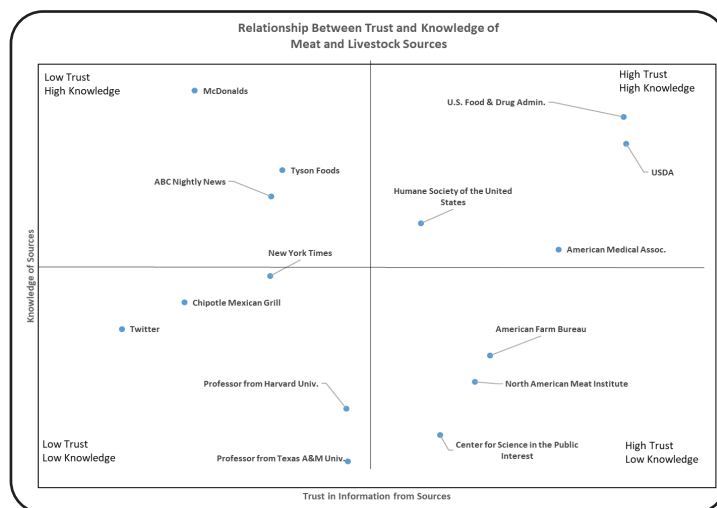 Relationship Between Trust and Knowledge of
Meat and Livestock Sources
Low Trust
High Knowledge
High Trust
High Knowledge
McDonalds
U.S. Food & Drug Admin.
Tyson Foods
USDA
ABC Nightly News
Humane Society of the United
States
New York Times
American Medical Assoc.
Knowledge of Sources
Chipotle Mexican Grill
Twitter
American Farm Bureau
Professor from Harvard Univ.
North American Meat Institute
Low Trust
Low Knowledge
Center for Science in the Public
Interest
High Trust
Low Knowledge
Professor from Texas A&M Univ.
Trust in Information from Sources